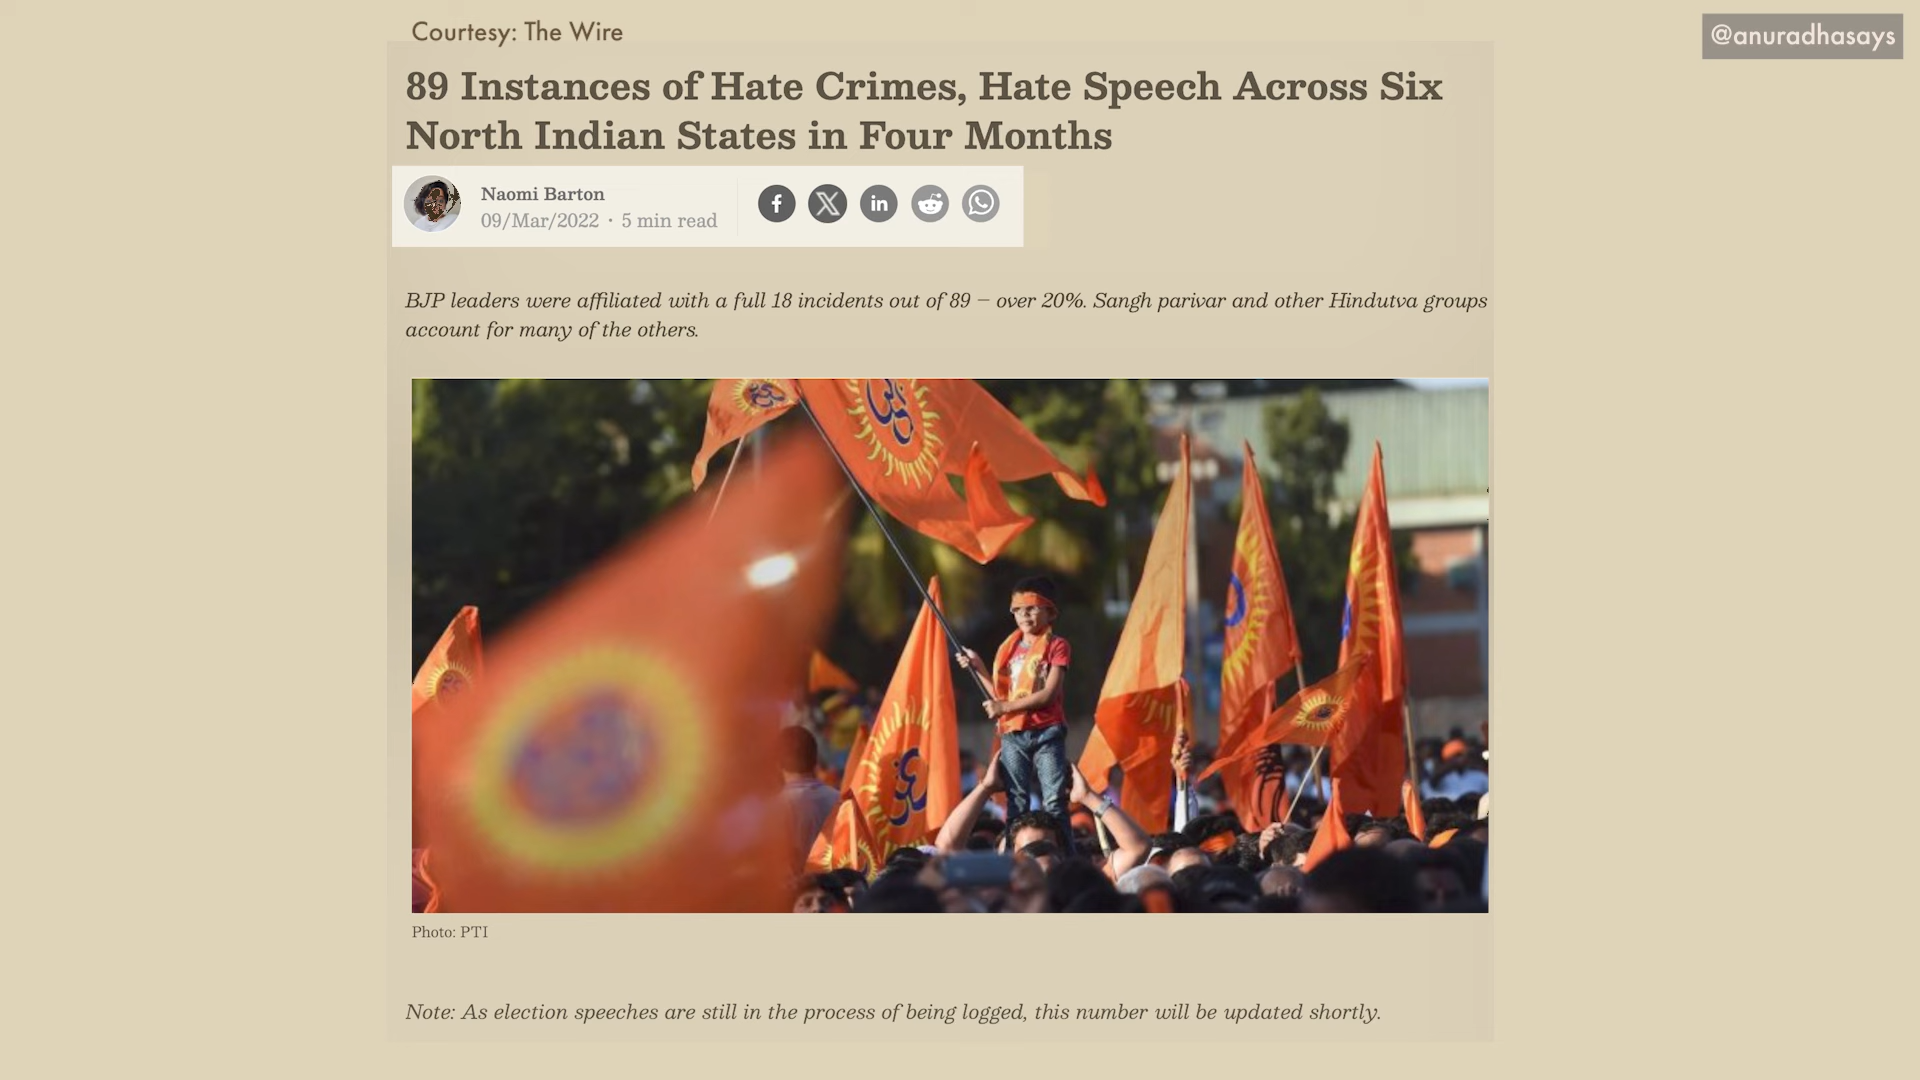 Courtesy: The Wire
@anuradhasays
89 Instances of Hate Crimes, Hate Speech Across Six
North Indian States in Four Months
Naomi Barton
09/Mar/2022 · 5 min read
BJP leaders were affiliated with a full 18 incidents out of 89 – over 20%. Sangh parivar and other Hindutva groups
account for many of the others.
ॐ
ॐ
ॐ
Photo: PTI
Note: As election speeches are still in the process of being logged, this number will be updated shortly.